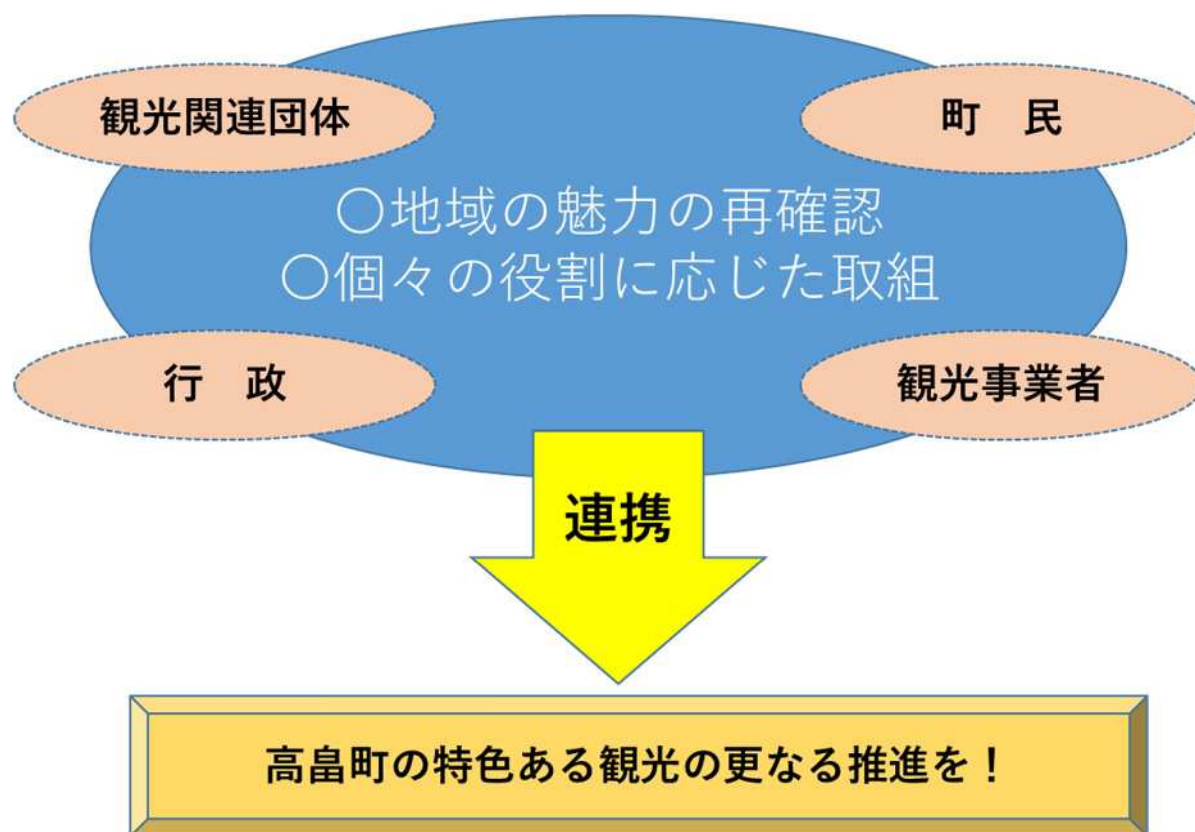 観光関連団体
町　民
〇地域の魅力の再確認
〇個々の役割に応じた取組
行　政
観光事業者
連携
高畠町の特色ある観光の更なる推進を！